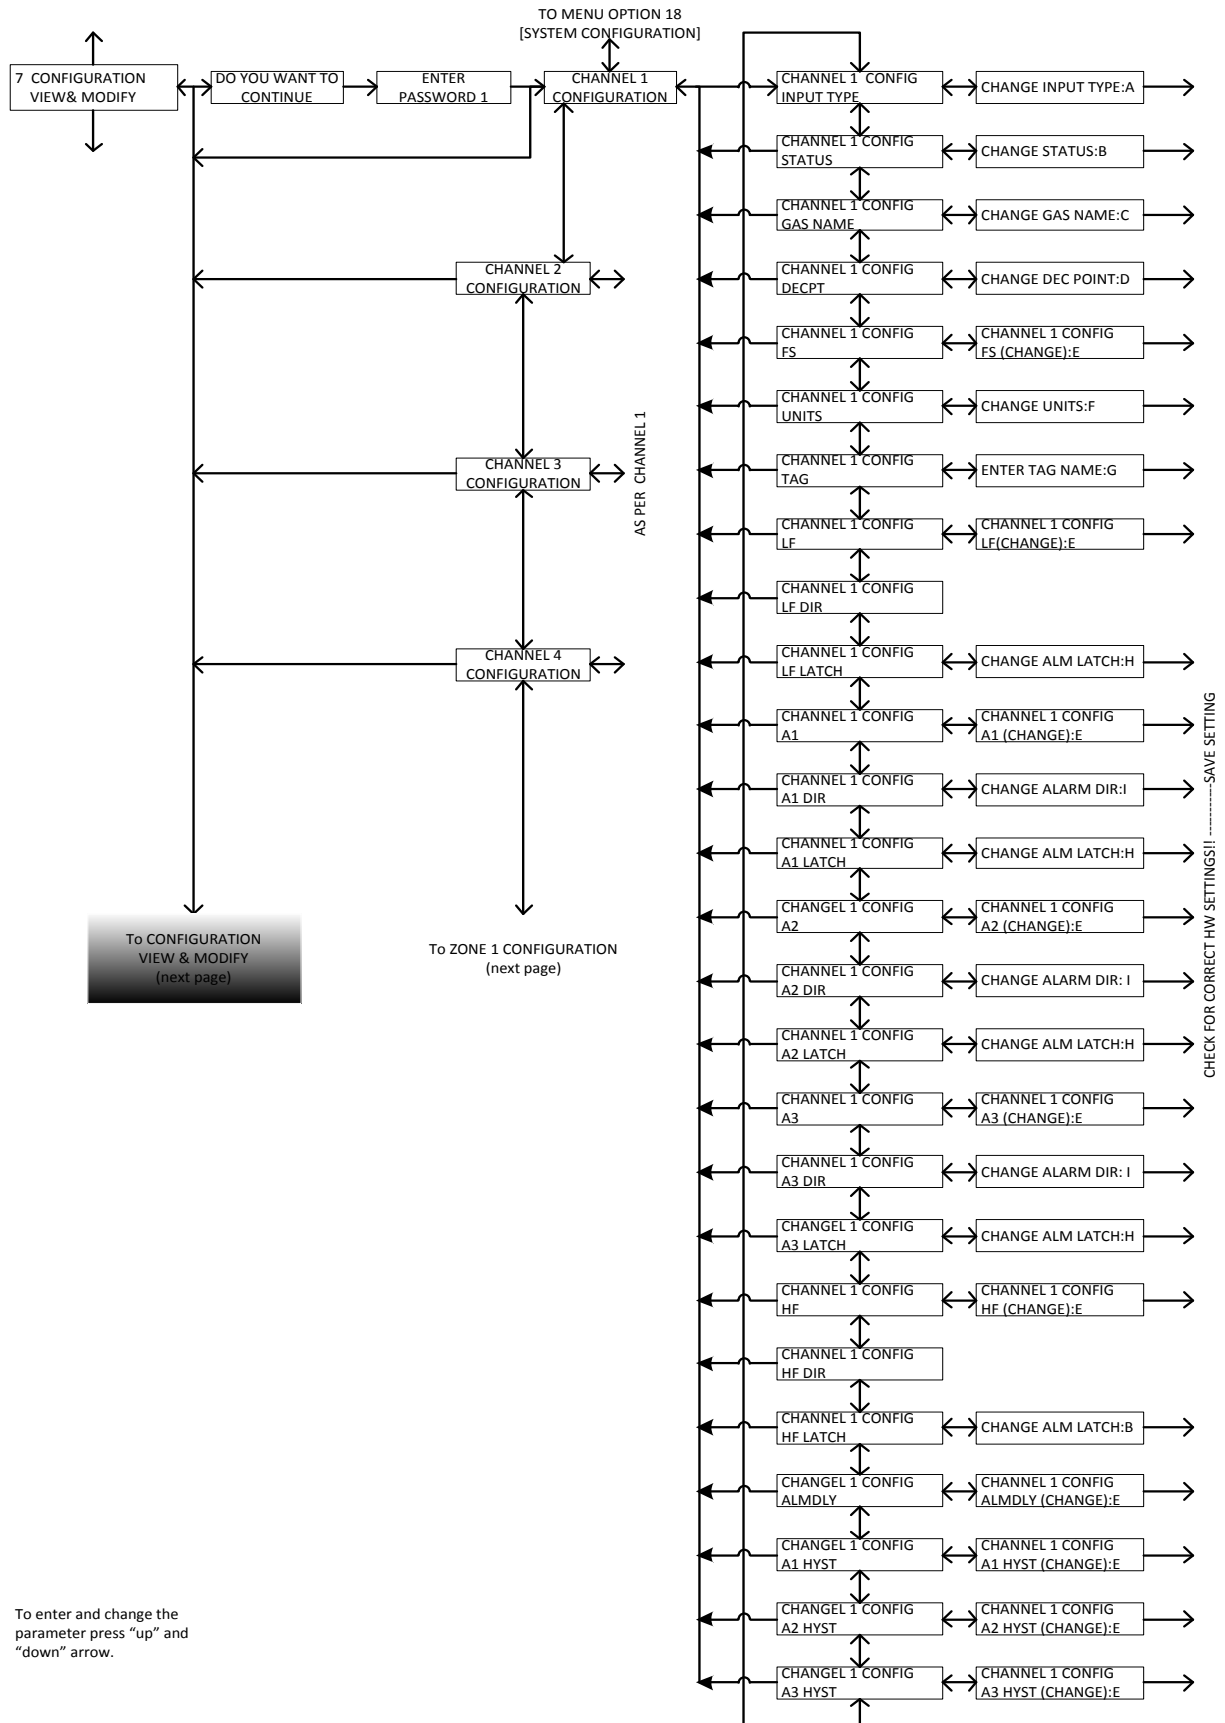 TO MENU OPTION 18
[SYSTEM CONFIGURATION]
7 CONFIGURATION
VIEW& MODIFY
DO YOU WANT TO
CONTINUE
ENTER
PASSWORD 1
CHANNEL 1
CONFIGURATION
CHANNEL 2
CONFIGURATION
CHANNEL 3
CONFIGURATION
CHANNEL 4
CONFIGURATION
AS PER CHANNEL 1
To CONFIGURATION
VIEW & MODIFY
(next page)
To ZONE 1 CONFIGURATION
(next page)
CHANNEL 1 CONFIG
INPUT TYPE
CHANGE INPUT TYPE:A
CHANNEL 1 CONFIG
STATUS
CHANGE STATUS:B
CHANNEL 1 CONFIG
GAS NAME
CHANGE GAS NAME:C
CHANNEL 1 CONFIG
DECPT
CHANGE DEC POINT:D
CHANNEL 1 CONFIG
FS
CHANNEL 1 CONFIG
FS (CHANGE):E
CHANNEL 1 CONFIG
UNITS
CHANGE UNITS:F
CHANNEL 1 CONFIG
TAG
ENTER TAG NAME:G
CHANNEL 1 CONFIG
LF
CHANNEL 1 CONFIG
LF(CHANGE):E
CHANNEL 1 CONFIG
LF DIR
CHANNEL 1 CONFIG
LF LATCH
CHANGE ALM LATCH:H
CHANNEL 1 CONFIG
A1
CHANNEL 1 CONFIG
A1 (CHANGE):E
CHANNEL 1 CONFIG
A1 DIR
CHANGE ALARM DIR:I
CHANNEL 1 CONFIG
A1 LATCH
CHANGE ALM LATCH:H
CHANGEL 1 CONFIG
A2
CHANNEL 1 CONFIG
A2 (CHANGE):E
CHANNEL 1 CONFIG
A2 DIR
CHANGE ALARM DIR: I
CHANNEL 1 CONFIG
A2 LATCH
CHANGE ALM LATCH:H
CHANNEL 1 CONFIG
A3
CHANNEL 1 CONFIG
A3 (CHANGE):E
CHANNEL 1 CONFIG
A3 DIR
CHANGE ALARM DIR: I
CHANGEL 1 CONFIG
A3 LATCH
CHANGE ALM LATCH:H
CHANNEL 1 CONFIG
HF
CHANNEL 1 CONFIG
HF (CHANGE):E
CHANNEL 1 CONFIG
HF DIR
CHANNEL 1 CONFIG
HF LATCH
CHANGE ALM LATCH:B
CHANGEL 1 CONFIG
ALMDLY
CHANNEL 1 CONFIG
ALMDLY (CHANGE):E
CHANGEL 1 CONFIG
A1 HYST
CHANNEL 1 CONFIG
A1 HYST (CHANGE):E
CHANGEL 1 CONFIG
A2 HYST
CHANNEL 1 CONFIG
A2 HYST (CHANGE):E
CHANGEL 1 CONFIG
A3 HYST
CHANNEL 1 CONFIG
A3 HYST (CHANGE):E
CHECK FOR CORRECT HW SETTINGS!! -----------SAVE SETTING
To enter and change the
parameter press “up” and
“down” arrow.